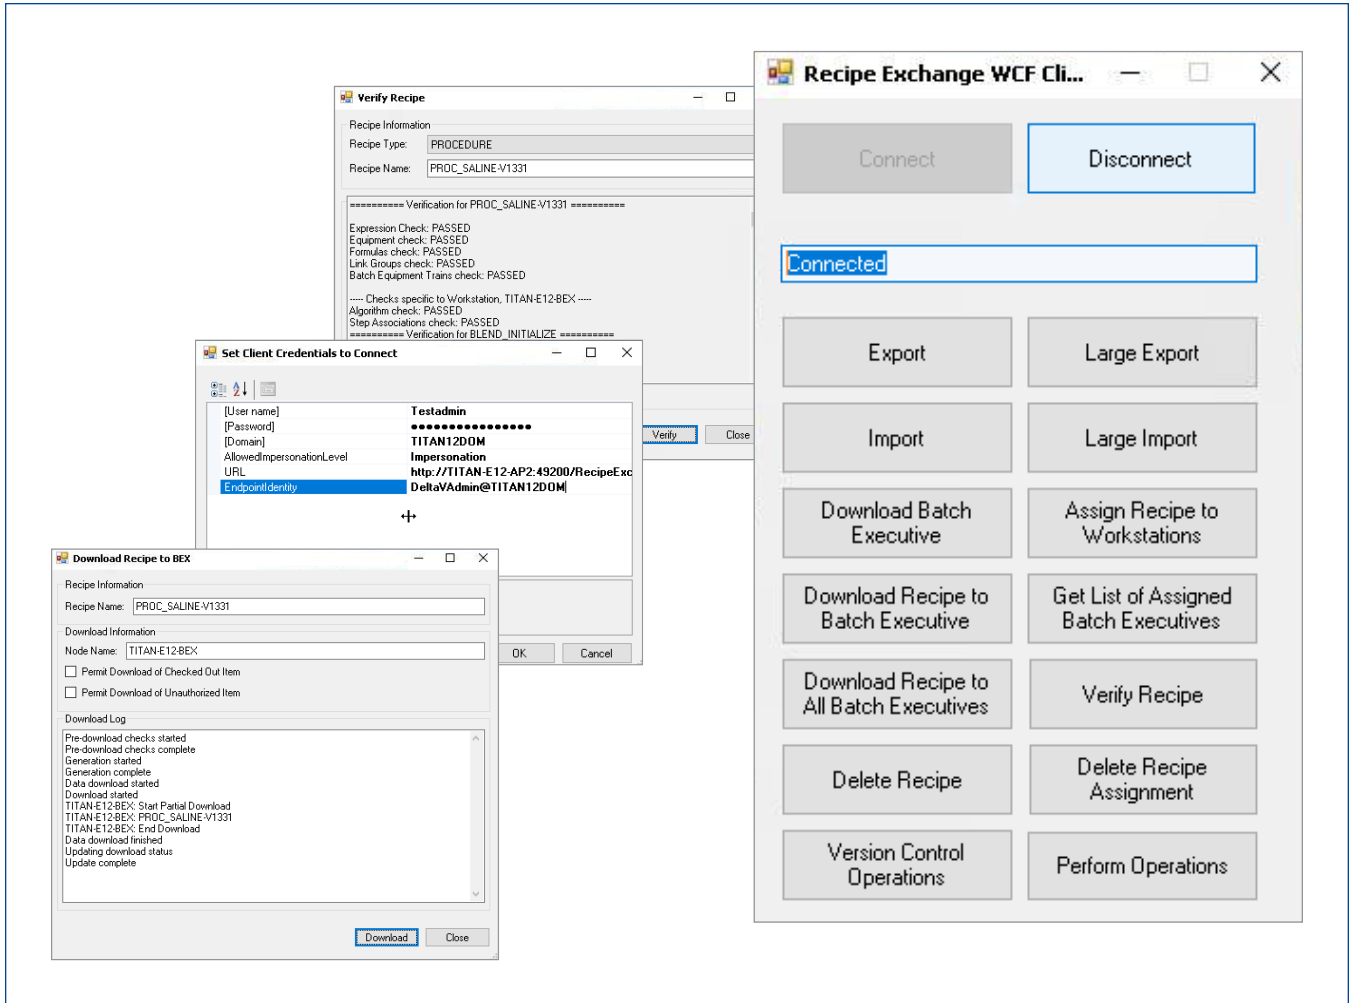 Verify Recipe
Recipe Information
Recipe Type: PROCEDURE
Recipe Name: PROC_SALINE-V1331
========== Verification for PROC_SALINE-V1331 ==========
Expression Check: PASSED
Equipment check: PASSED
Formulas check: PASSED
Link Groups check: PASSED
Batch Equipment Trains check: PASSED
----- Checks specific to Workstation, TITAN-E12-BEX -----
Algorithm check: PASSED
Step Associations check: PASSED
========== Verification for BLEND_INITIALIZE ==========
Verify Close
Set Client Credentials to Connect
[User name] Testadmin
[Password] ●●●●●●●●●●●●●●●●
[Domain] TITAN12DOM
AllowedImpersonationLevel Impersonation
URL http://TITAN-E12-AP2:49200/RecipeExc
EndpointIdentity DeltaVAdmin@TITAN12DOM
OK Cancel
Download Recipe to BEX
Recipe Information
Recipe Name: PROC_SALINE-V1331
Download Information
Node Name: TITAN-E12-BEX
Permit Download of Checked Out Item
Permit Download of Unauthorized Item
Download Log
Pre-download checks started
Pre-download checks complete
Generation started
Generation complete
Data download started
Download started
TITAN-E12-BEX: Start Partial Download
TITAN-E12-BEX: PROC_SALINE-V1331
TITAN-E12-BEX: End Download
Data download finished
Updating download status
Update complete
Download Close
Recipe Exchange WCF Cli...
Connect Disconnect
Connected
Export Large Export
Import Large Import
Download Batch
Executive
Assign Recipe to
Workstations
Download Recipe to
Batch Executive
Get List of Assigned
Batch Executives
Download Recipe to
All Batch Executives
Verify Recipe
Delete Recipe
Delete Recipe
Assignment
Version Control
Operations
Perform Operations